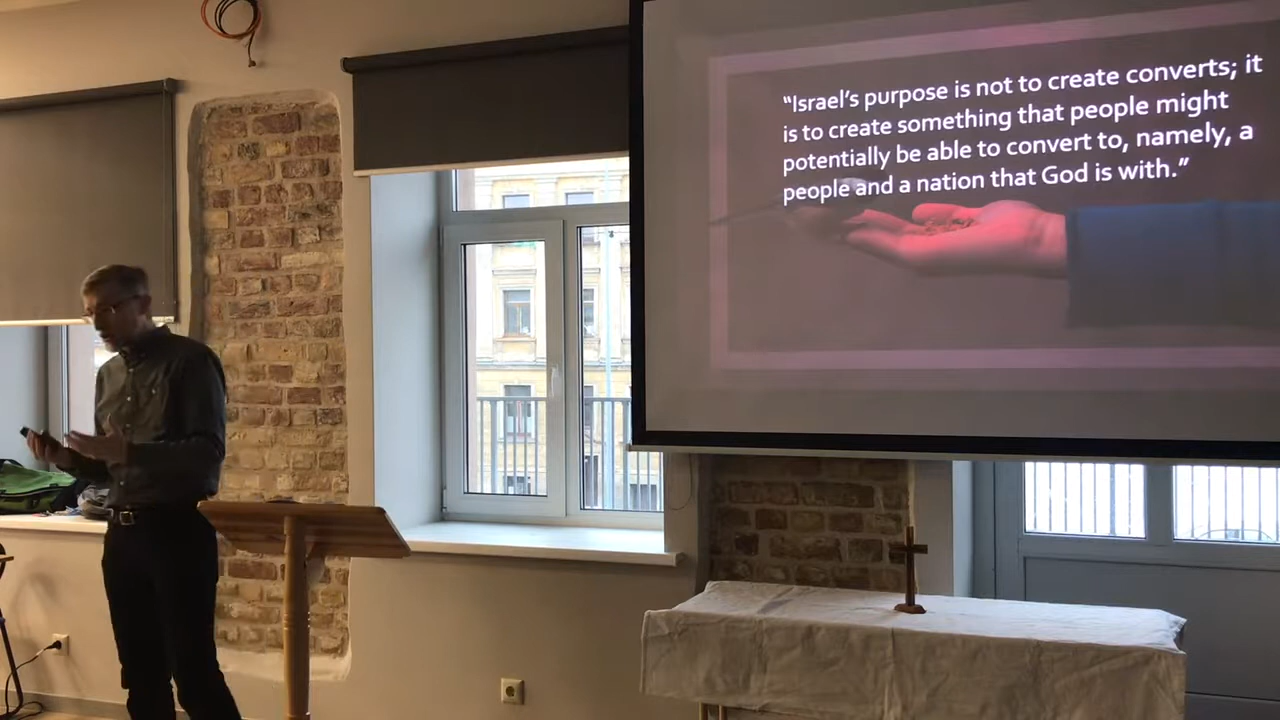 “Israel’s purpose is not to create converts; it
is to create something that people might
potentially be able to convert to, namely, a
people and a nation that God is with.”